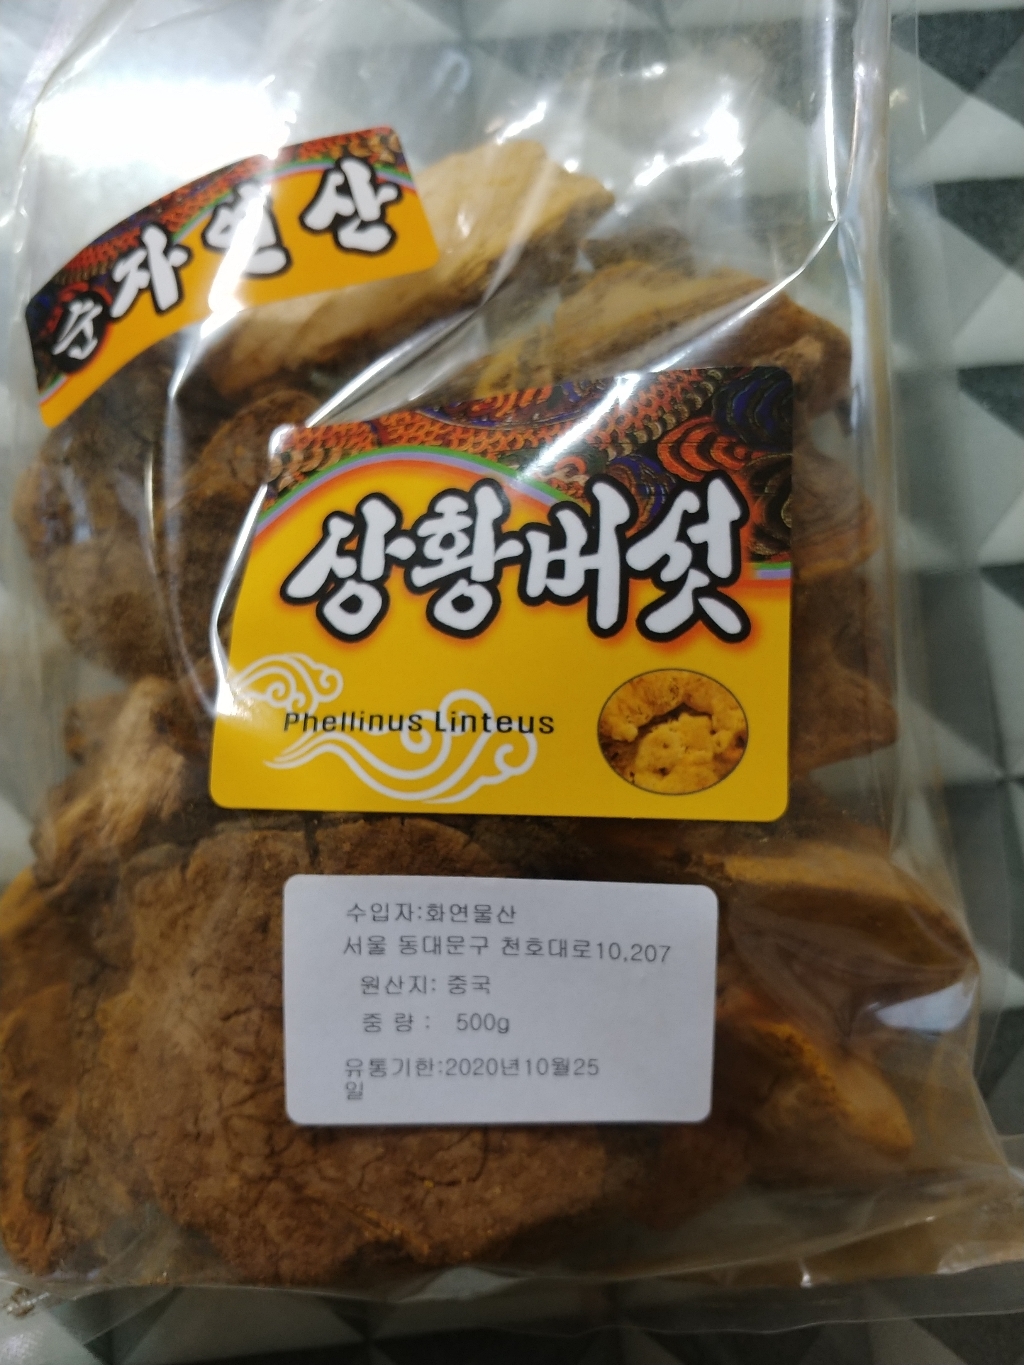 순자연산
상황버섯
Phellinus Linteus
수입자:화연물산
서울 동대문구 천호대로10,207
원산지: 중국
중 량 : 500g
유통기한:2020년10월25
일